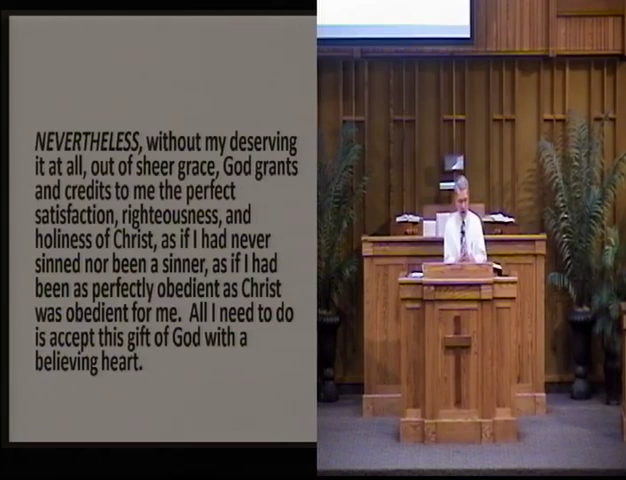 NEVERTHELESS, without my deserving
it at all, out of sheer grace, God grants
and credits to me the perfect
satisfaction, righteousness, and
holiness of Christ, as if I had never
sinned nor been a sinner, as if I had
been as perfectly obedient as Christ
was obedient for me.  All I need to do
is accept this gift of God with a
believing heart.